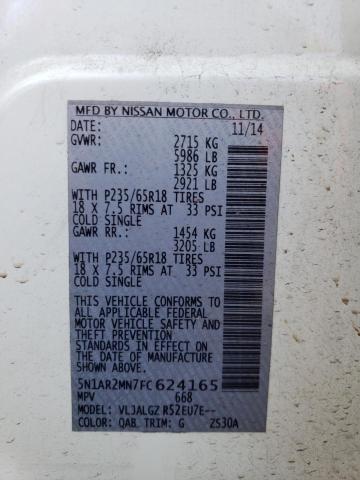 MFD BY NISSAN MOTOR CO., LTD.
DATE: 11/14
GVWR: 2715 KG
5986 LB
GAWR FR.: 1325 KG
2921 LB
WITH P235/65R18 TIRES
18 X 7.5 RIMS AT 33 PSI
COLD SINGLE
GAWR RR.: 1454 KG
3205 LB
WITH P235/65R18 TIRES
18 X 7.5 RIMS AT 33 PSI
COLD SINGLE
THIS VEHICLE CONFORMS TO
ALL APPLICABLE FEDERAL
MOTOR VEHICLE SAFETY
AND THEFT PREVENTION
STANDARDS IN EFFECT ON
THE DATE OF MANUFACTURE
SHOWN ABOVE.
5N1AR2MN7FC624165
MPV 668
MODEL: VLJALGZ R52EU7E--
COLOR: QAB, TRIM: G ZS30A